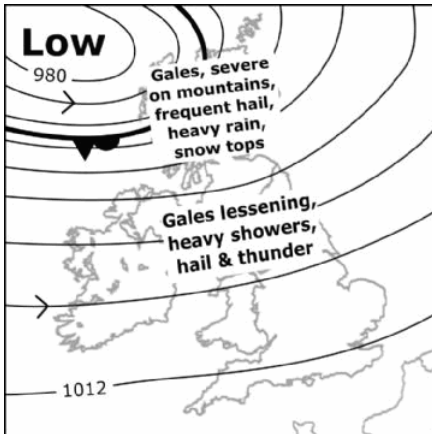 Low
980
Gales, severe
on mountains,
frequent hail,
heavy rain,
snow tops
Gales lessening,
heavy showers,
hail & thunder
1012